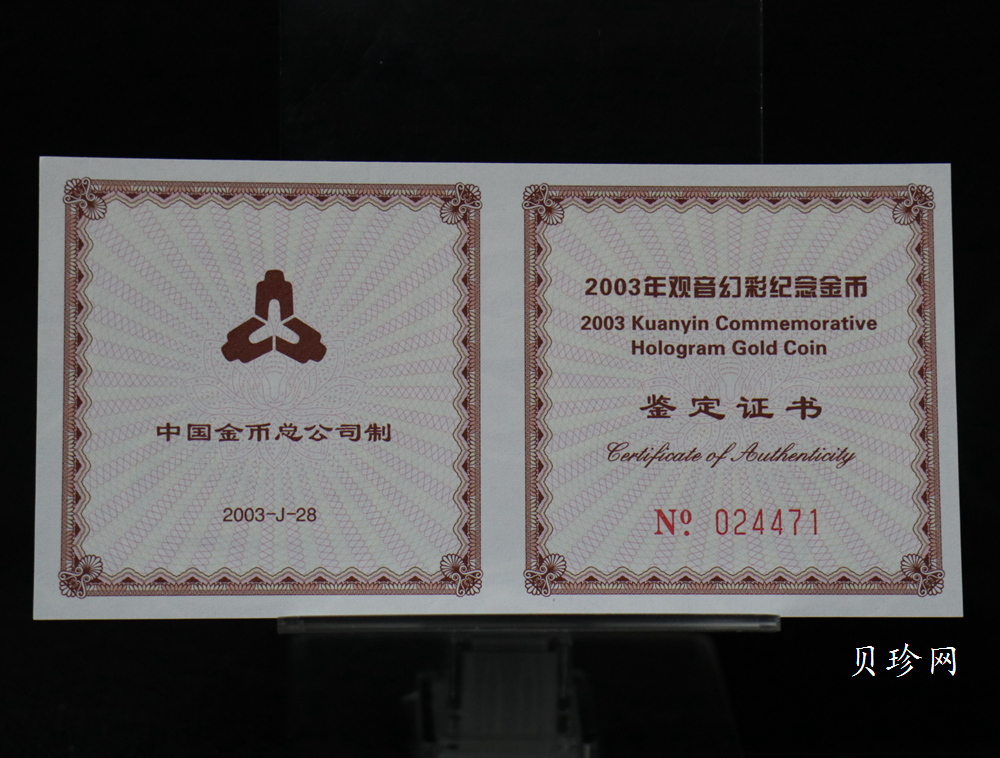 中国金币总公司制
2003-J-28
2003年观音幻彩纪念金币
2003 Kuanyin Commemorative
Hologram Gold Coin
鉴定证书
Certificate of Authenticity
Nº 024471
贝珍网